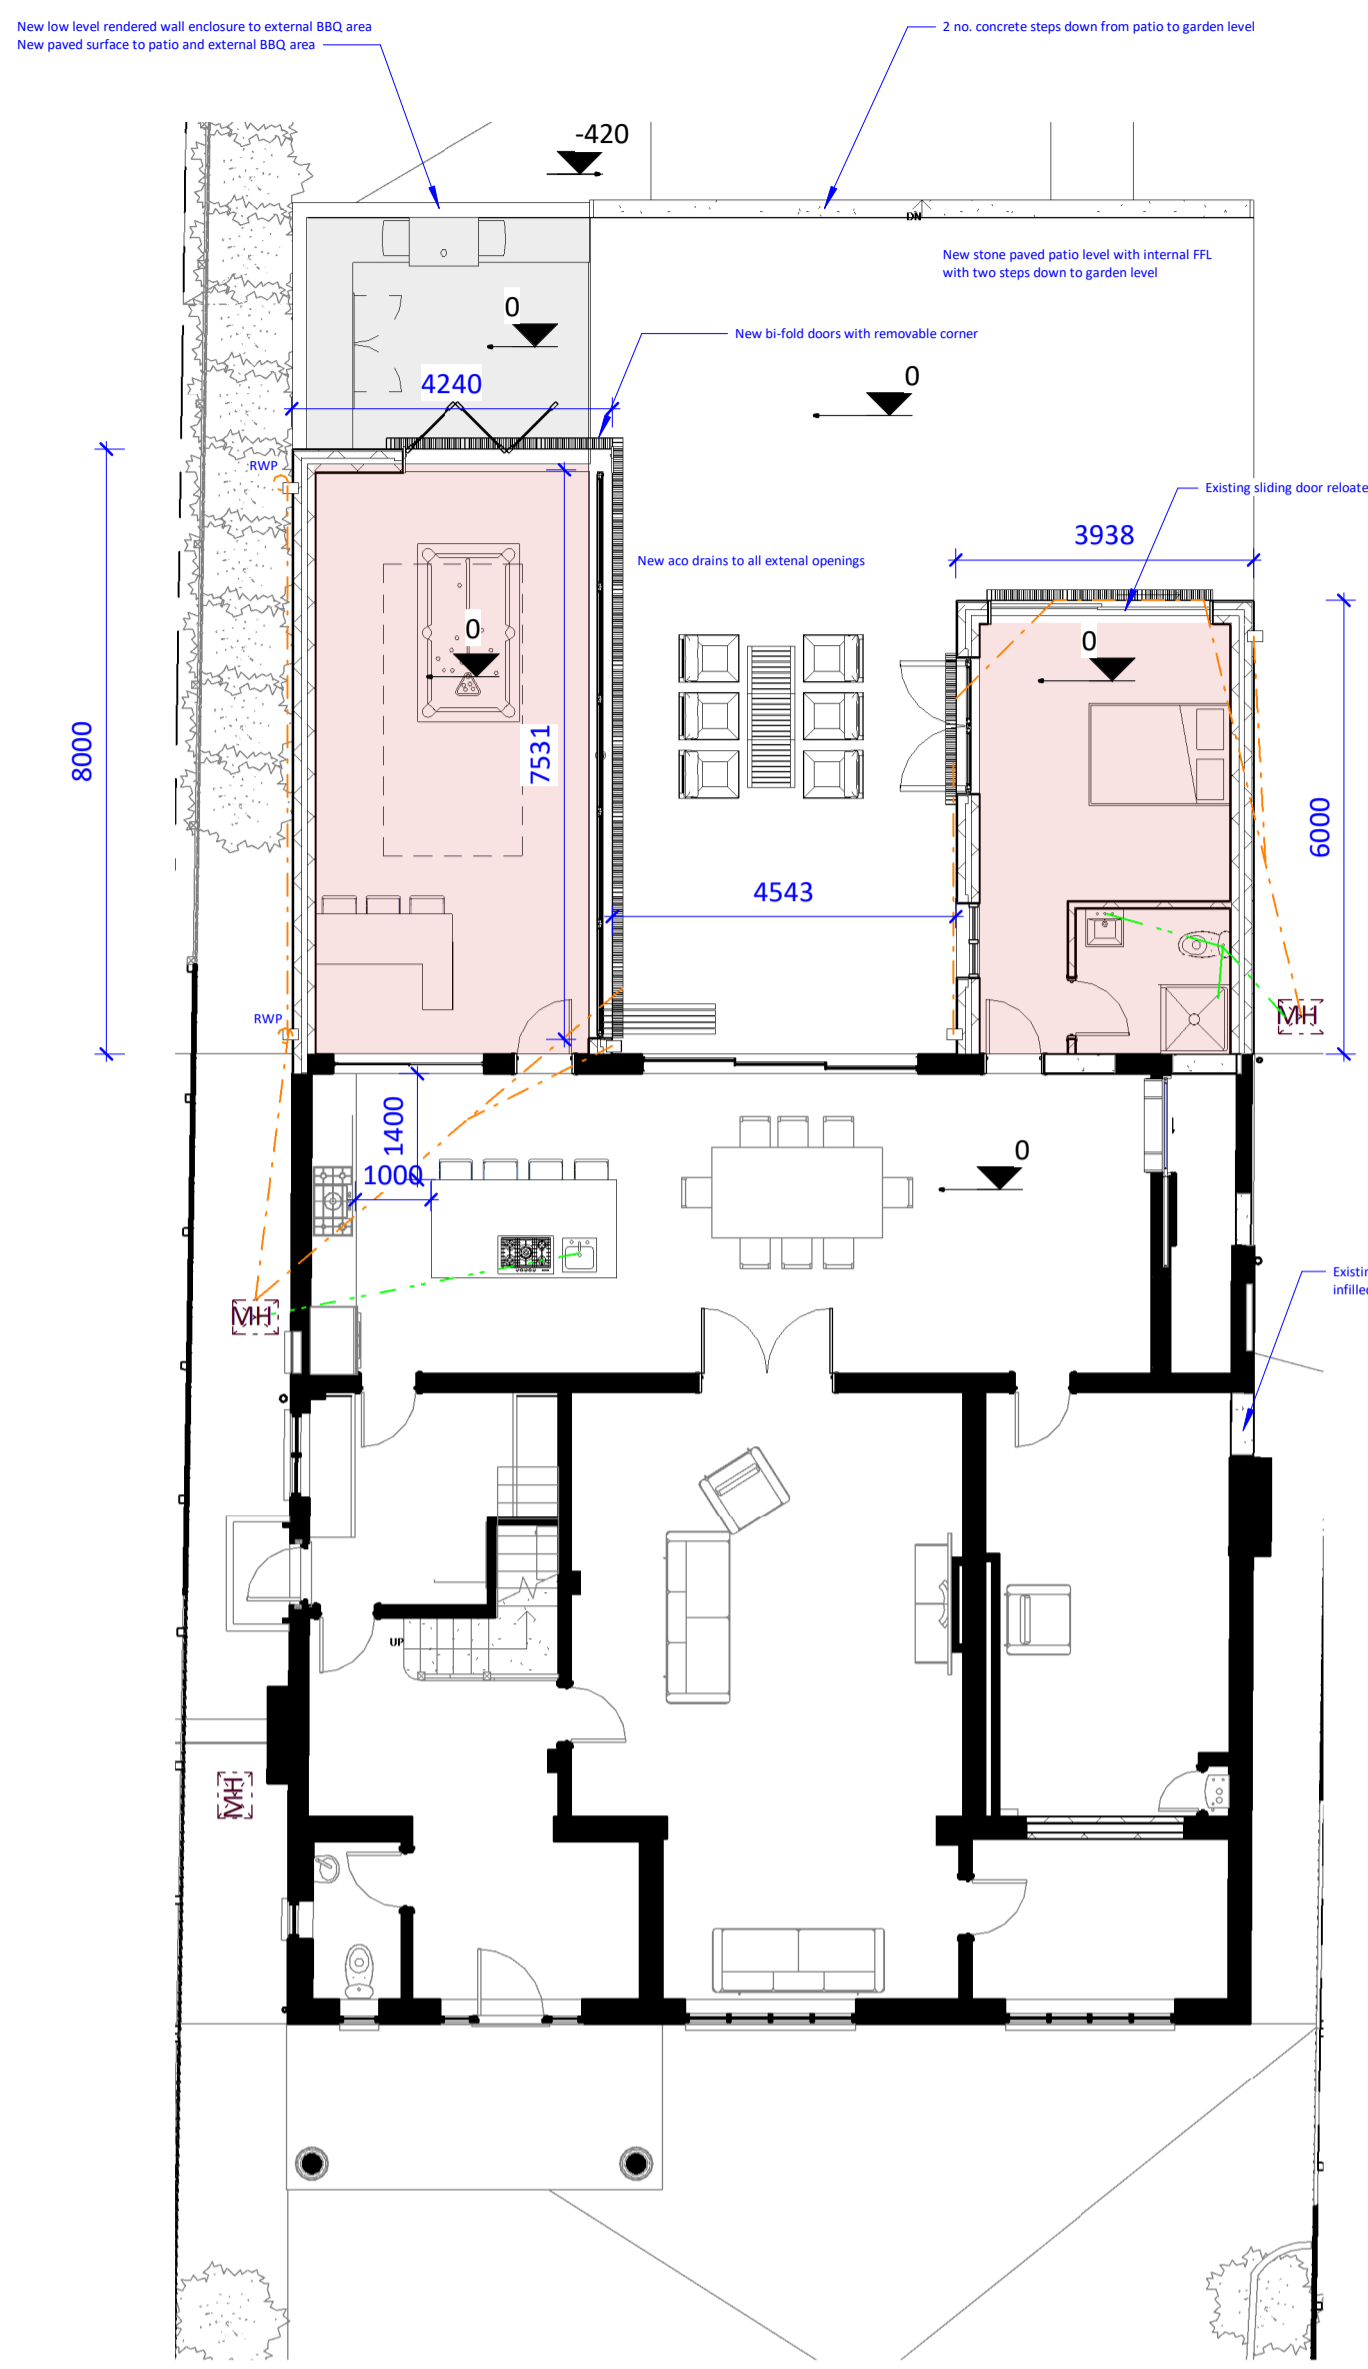 New low level rendered wall enclosure to external BBQ area
New paved surface to patio and external BBQ area
2 no. concrete steps down from patio to garden level
-420
DN
New stone paved patio level with internal FFL
with two steps down to garden level
0
New bi-fold doors with removable corner
4240
0
RWP
Existing sliding door reloate
3938
New aco drains to all extenal openings
0
0
8000
7531
6000
4543
RWP
MH
1400
1000
0
Existin
infilled
MH
UP
MH